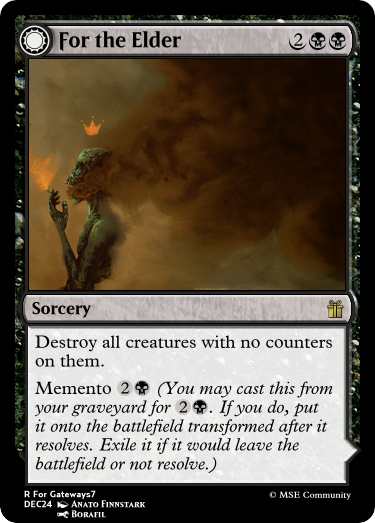 For the Elder 2
Sorcery
Destroy all creatures with no counters
on them.
Memento 2 (You may cast this from
your graveyard for 2. If you do, put
it onto the battlefield transformed after it
resolves. Exile it if it would leave the
battlefield or not resolve.)
R For Gateways7
DEC24 Anato Finnstark
Borafil
© MSE Community